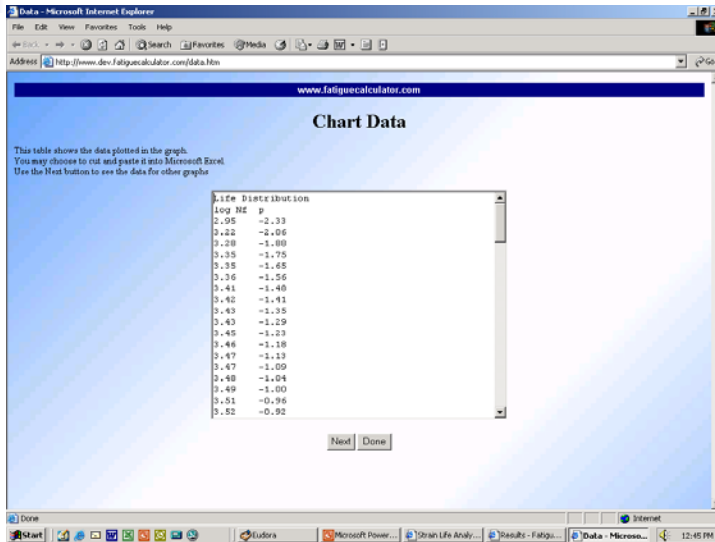 Data - Microsoft Internet Explorer
File Edit View Favorites Tools Help
Back Search Favorites Media
Address http://www.dev.fatiguecalculator.com/data.htm Go
www.fatiguecalculator.com
Chart Data
This table shows the data plotted in the graph.
You may choose to cut and paste it into Microsoft Excel.
Use the Next button to see the data for other graphs
Life Distribution
log Nf p
2.95 -2.33
3.22 -2.06
3.28 -1.88
3.35 -1.75
3.35 -1.65
3.36 -1.56
3.41 -1.48
3.42 -1.41
3.43 -1.35
3.43 -1.29
3.45 -1.23
3.46 -1.18
3.47 -1.13
3.47 -1.09
3.48 -1.04
3.49 -1.00
3.51 -0.96
3.52 -0.92
Next Done
Done Internet
Start Eudora Microsoft Power... Strain Life Analy... Results - Fatigu... Data - Microso... 12:45 PM